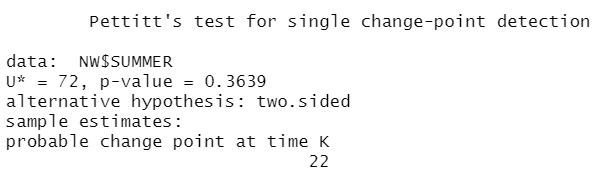 Pettitt's test for single change-point detection
data: NW$SUMMER
U* = 72, p-value = 0.3639
alternative hypothesis: two.sided
sample estimates:
probable change point at time K
22